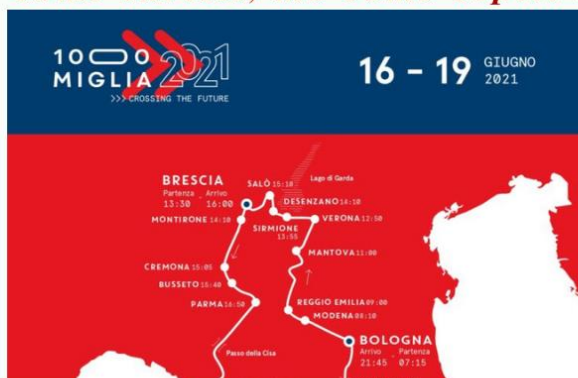 1000
MIGLIA 2021
>>> CROSSING THE FUTURE
16 - 19 GIUGNO
2021
BRESCIA
Partenza - Arrivo
13:30 16:00
SALÒ 15:10
Lago di Garda
DESENZANO 14:10
MONTIRONE 14:10
VERONA 12:50
SIRMIONE
13:55
MANTOVA 11:00
CREMONA 15:05
BUSSETO 15:40
PARMA 16:50
REGGIO EMILIA 09:00
MODENA 08:10
BOLOGNA
Arrivo - Partenza
21:45 07:15
Passo della Cisa